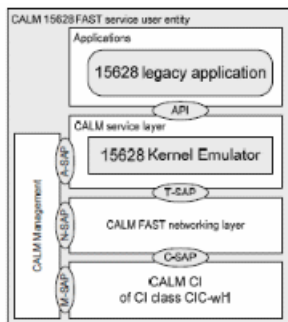 CALM 15628 FAST service user entity
Applications
15628 legacy application
API
CALM service layer
15628 Kernel Emulator
A-SAP
T-SAP
CALM Management
N-SAP
CALM FAST networking layer
C-SAP
M-SAP
CALM CI
of CI class CIC-wH